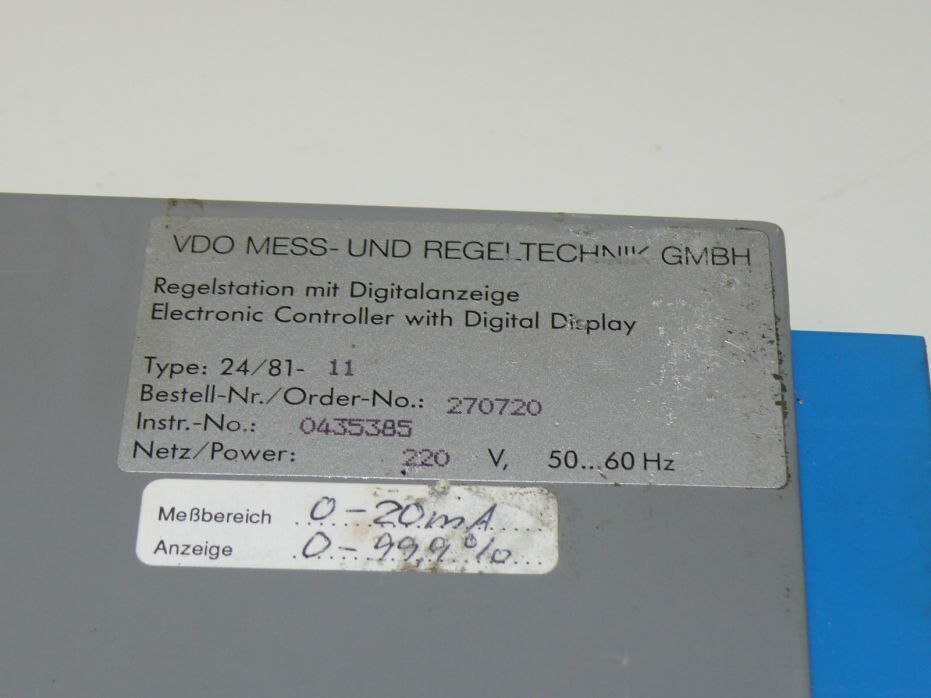 VDO MESS- UND REGELTECHNIK GMBH
Regelstation mit Digitalanzeige
Electronic Controller with Digital Display
Type: 24/81- 11
Bestell-Nr./Order-No.: 270720
Instr.-No.: 0435385
Netz/Power: 220 V, 50...60 Hz
Meßbereich 0-20mA
Anzeige 0-99,9%